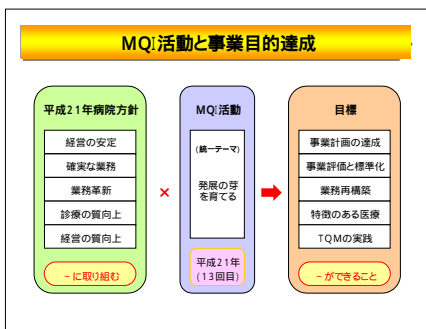 MQI活動と事業目的達成
平成21年病院方針
経営の安定
確実な業務
業務革新
診療の質向上
経営の質向上
－に取り組む
×
MQI活動
(統一テーマ)
発展の芽
を育てる
平成21年
(13回目)
目標
事業計画の達成
事業評価と標準化
業務再構築
特徴のある医療
TQMの実践
－ができること